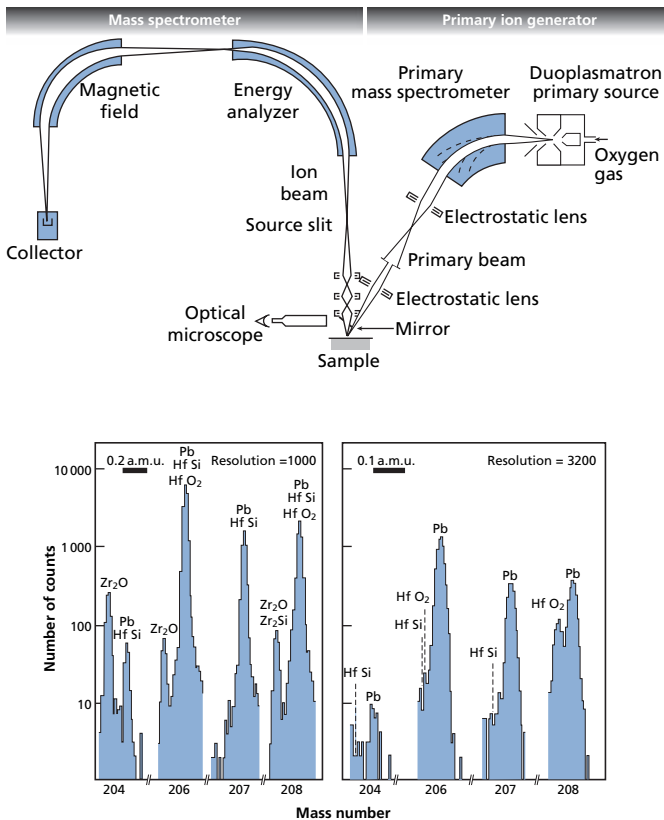 Mass spectrometer
Primary ion generator
Magnetic
field
Energy
analyzer
Primary
mass spectrometer
Duoplasmatron
primary source
Oxygen
gas
Ion
beam
Source slit
Collector
Electrostatic lens
Primary beam
Electrostatic lens
Optical
microscope
Mirror
Sample
Number of counts
10 000
1 000
100
10
0.2 a.m.u.
Resolution =1000
Zr2O
Pb
Hf Si
Zr2O
Pb
Hf Si
Hf O2
Pb
Hf Si
Zr2O
Zr2Si
Pb
Hf Si
Hf O2
204
206
207
208
0.1 a.m.u.
Resolution = 3200
Hf Si
Pb
Hf Si
Hf O2
Pb
Hf Si
Pb
Hf O2
Pb
204
206
207
208
Mass number